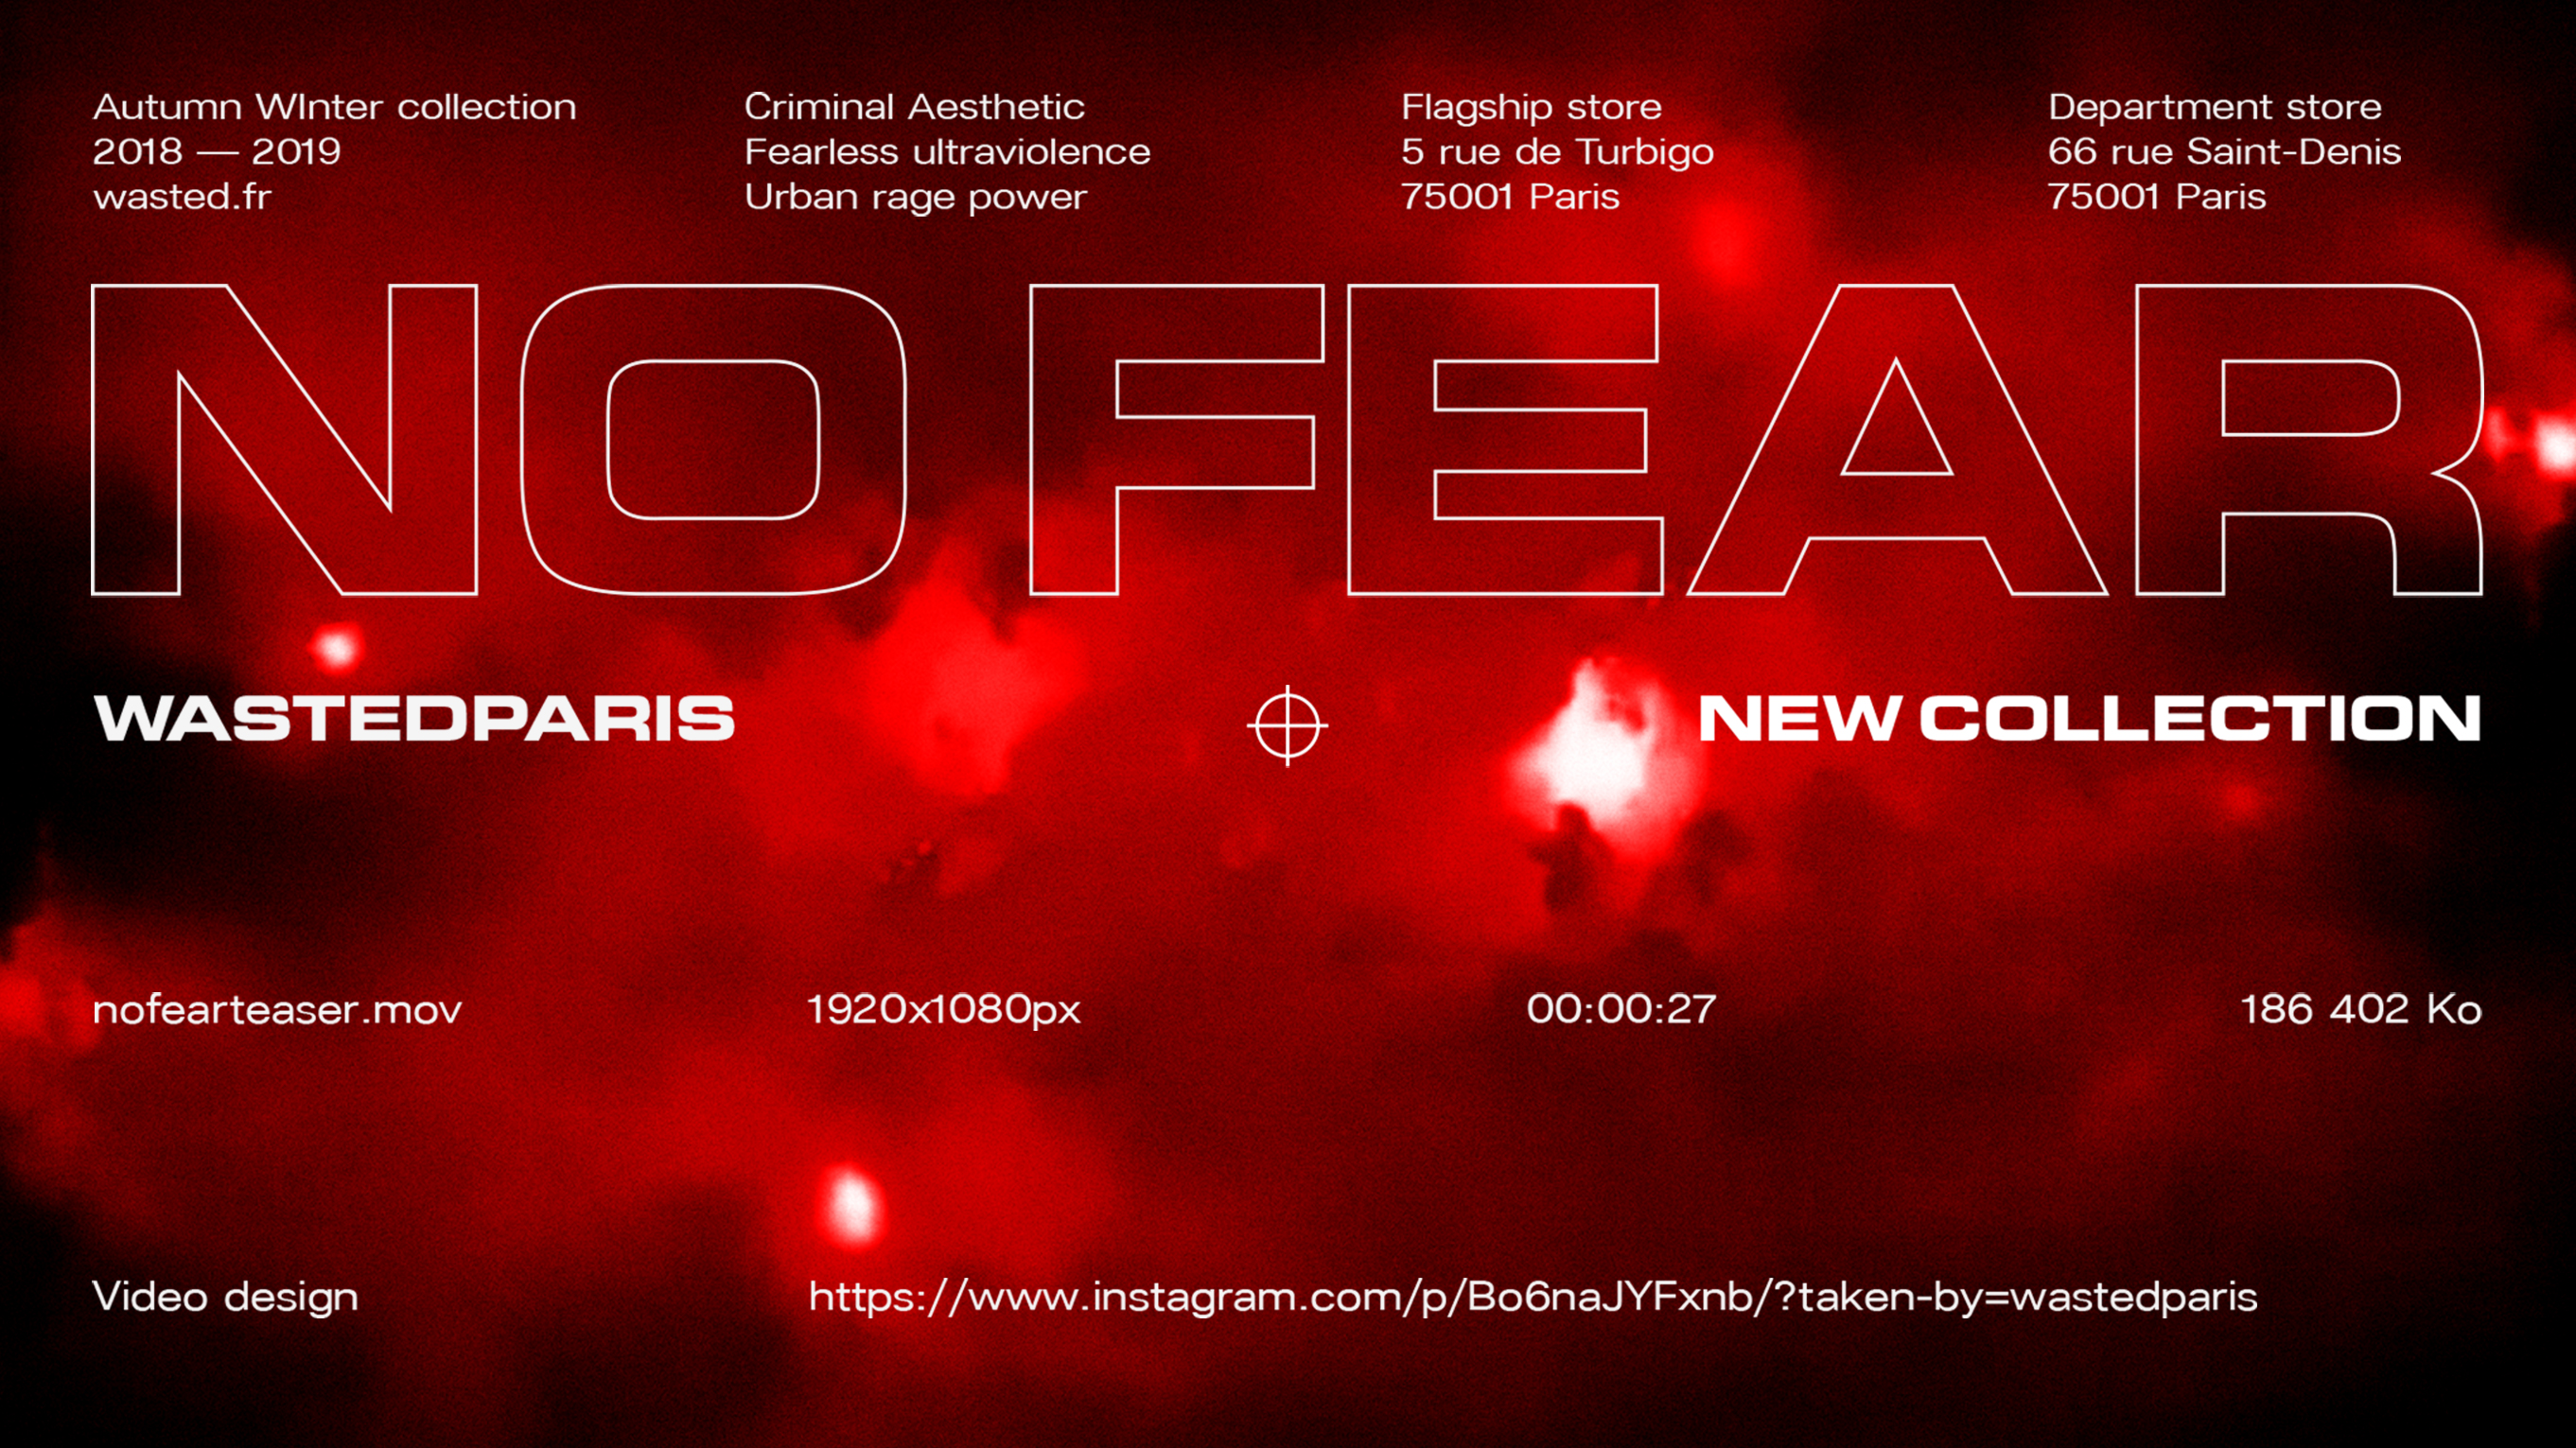 Autumn WInter collection
2018 — 2019
wasted.fr
Criminal Aesthetic
Fearless ultraviolence
Urban rage power
Flagship store
5 rue de Turbigo
75001 Paris
Department store
66 rue Saint-Denis
75001 Paris
NO FEAR
WASTEDPARIS
NEW COLLECTION
nofearteaser.mov
1920x1080px
00:00:27
186 402 Ko
Video design
https://www.instagram.com/p/Bo6naJYFxnb/?taken-by=wastedparis